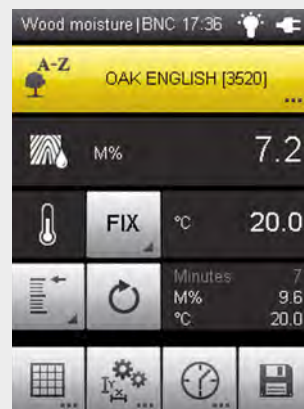 Wood moisture|BNC 17:36
A-Z
OAK ENGLISH [3520]
...
M% 7.2
FIX °C 20.0
Minutes 7
M% 9.6
°C 20.0